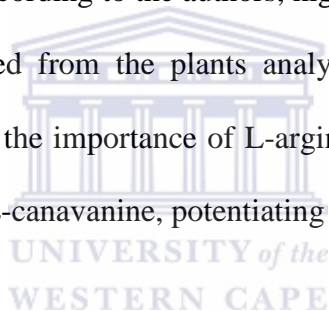 ccording to the authors, hig
ed from the plants analy
the importance of L-argin
-canavanine, potentiating
UNIVERSITY of the
WESTERN CAPE